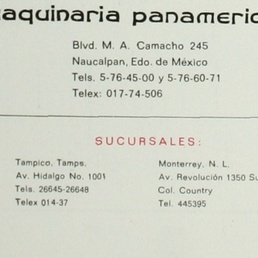 aquinaria panameric
Blvd. M. A. Camacho 245
Naucalpan, Edo. de México
Tels. 5-76-45-00 y 5-76-60-71
Telex: 017-74-506
SUCURSALES:
Tampico, Tamps.
Av. Hidalgo No. 1001
Tels. 26645-26648
Telex 014-37
Monterrey, N. L.
Av. Revolución 1350 Su
Col. Country
Tel. 445395